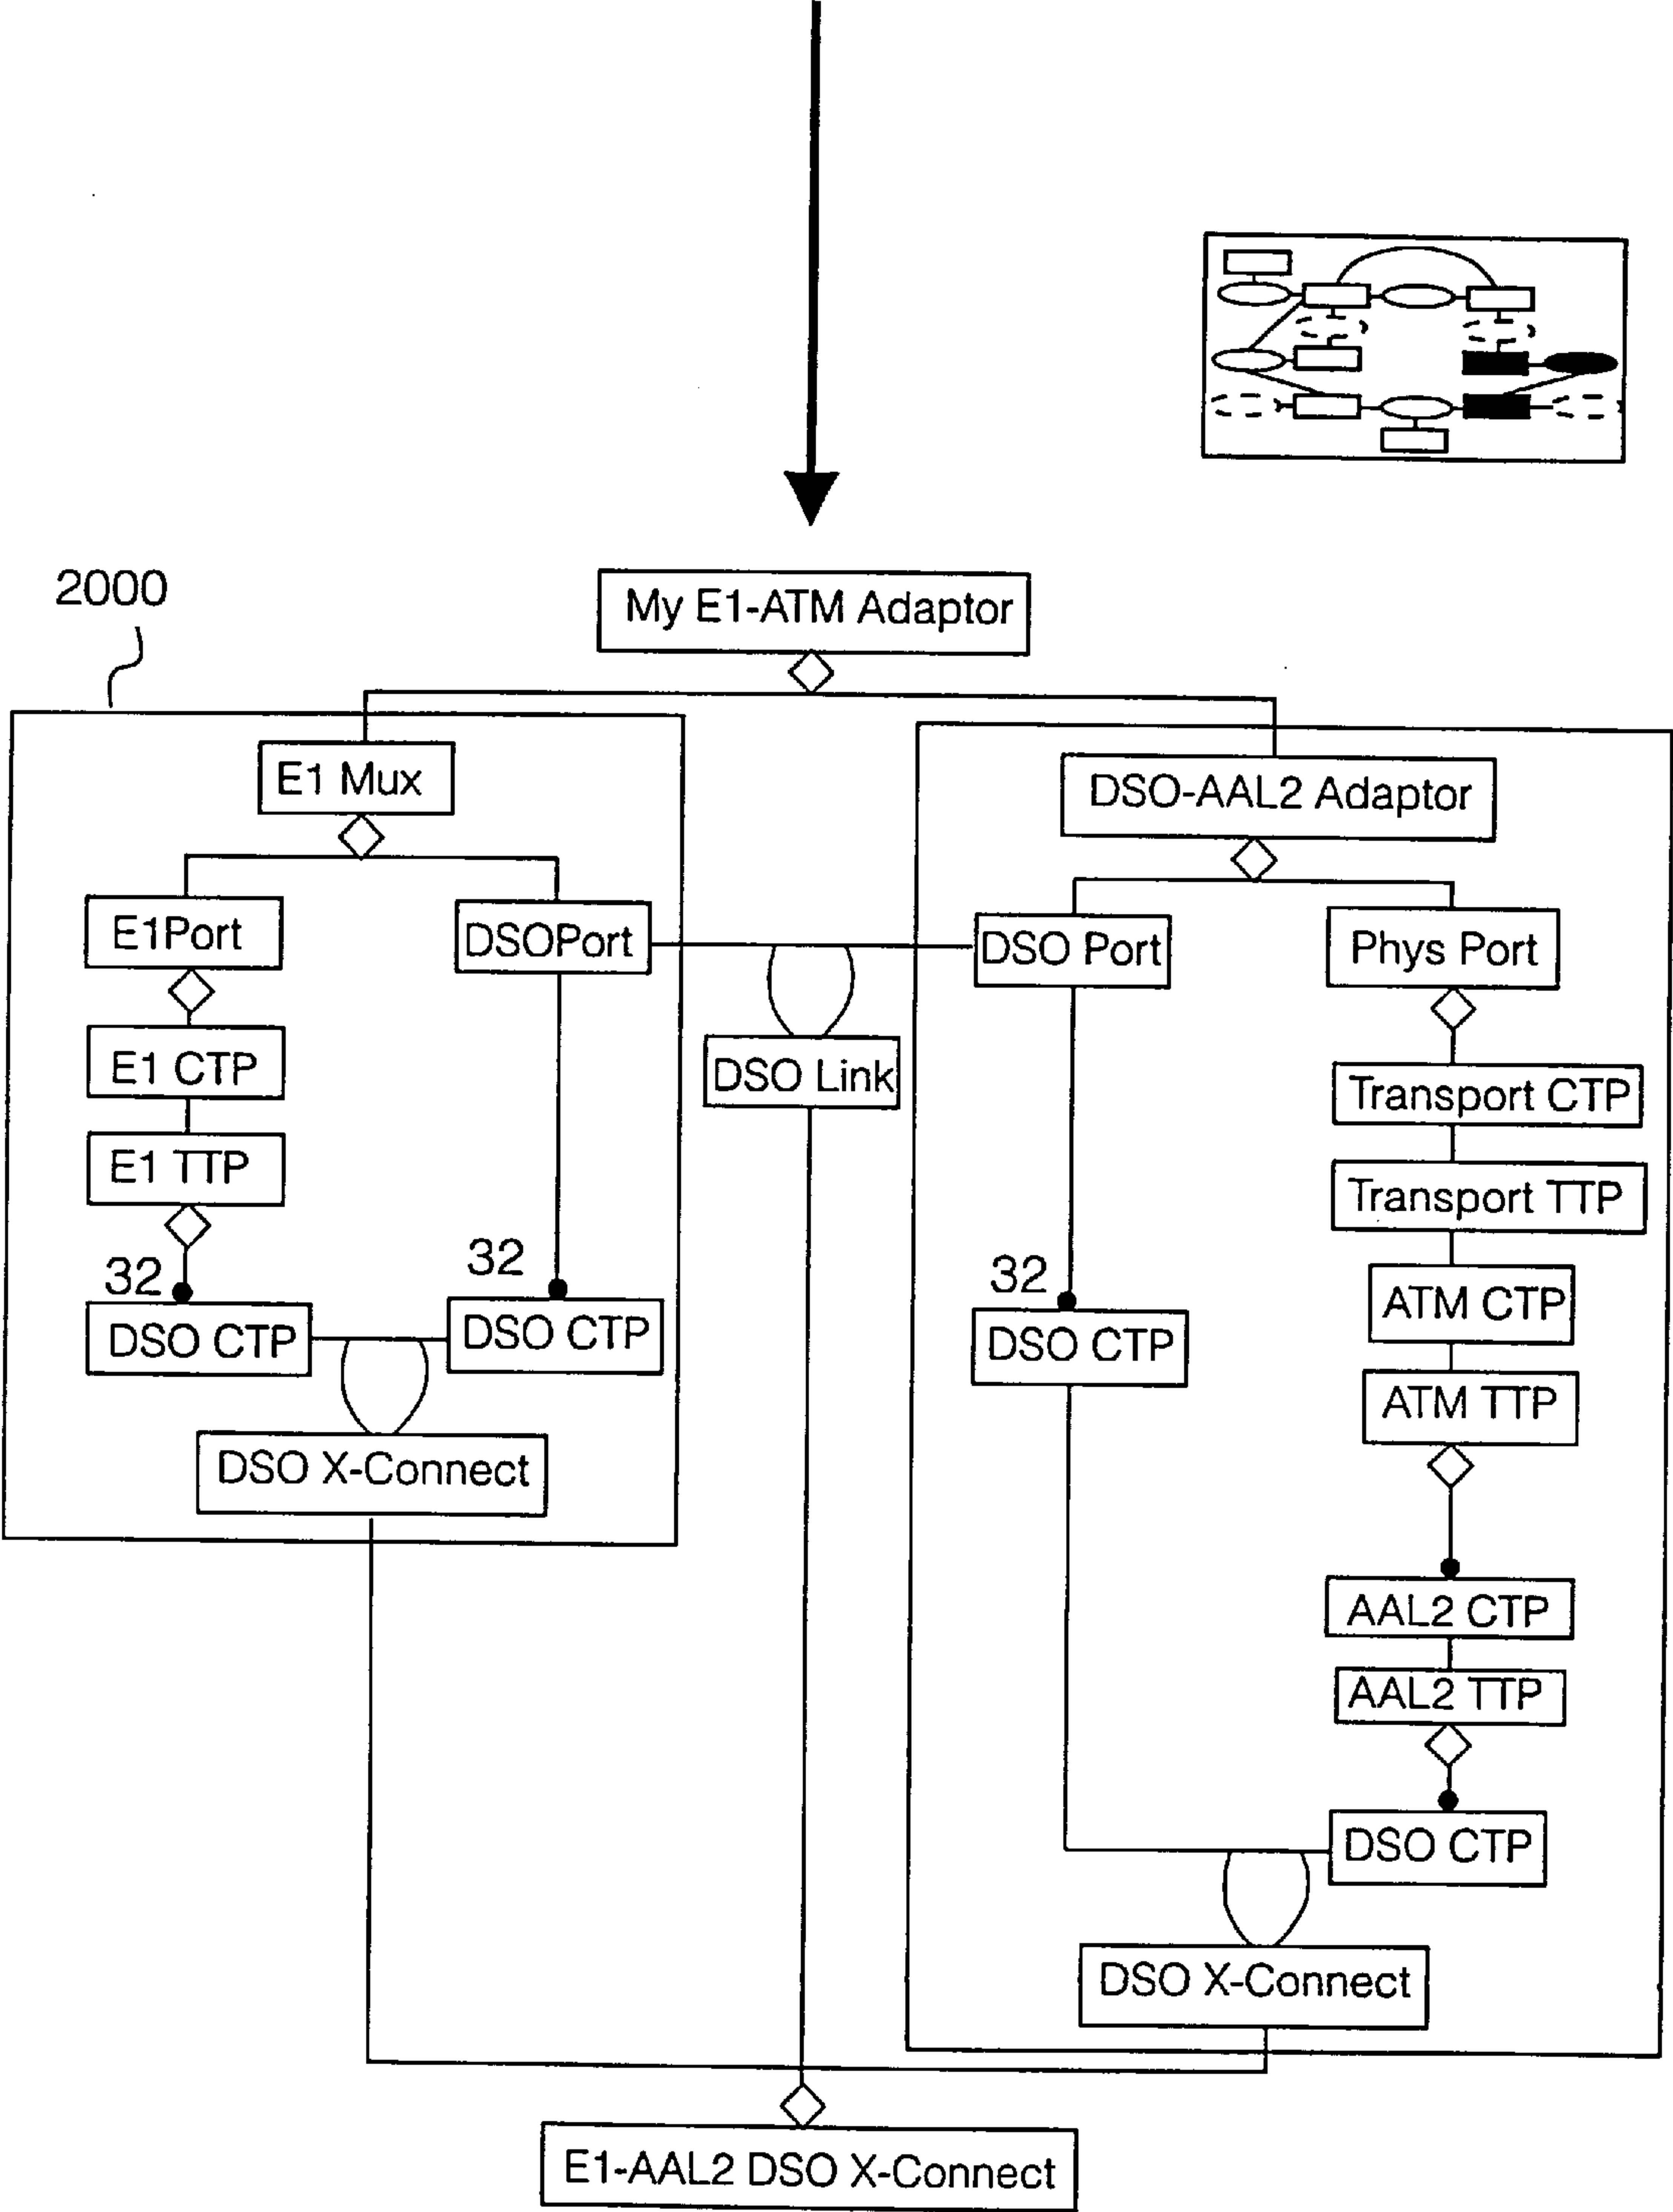 2000
My E1-ATM Adaptor
E1 Mux
DSO-AAL2 Adaptor
E1Port
DSOPort
DSO Port
Phys Port
E1 CTP
DSO Link
Transport CTP
E1 TTP
Transport TTP
32
32
32
DSO CTP
DSO CTP
DSO CTP
ATM CTP
ATM TTP
DSO X-Connect
AAL2 CTP
AAL2 TTP
DSO CTP
DSO X-Connect
E1-AAL2 DSO X-Connect